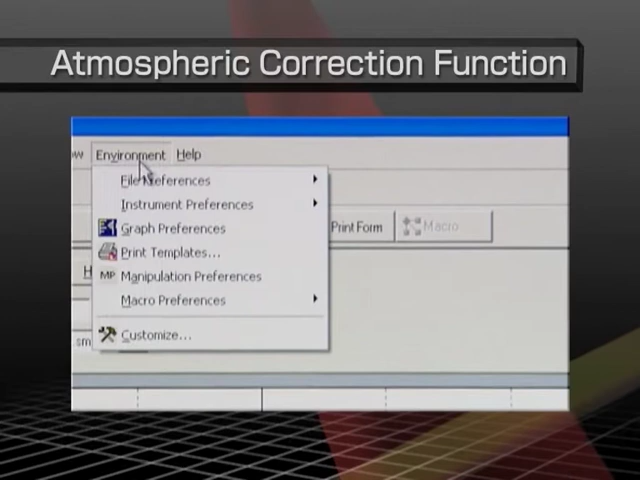 Atmospheric Correction Function
Environment Help
File Preferences
Instrument Preferences
Graph Preferences
Print Form
Macro
Print Templates...
MP Manipulation Preferences
Macro Preferences
Customize...